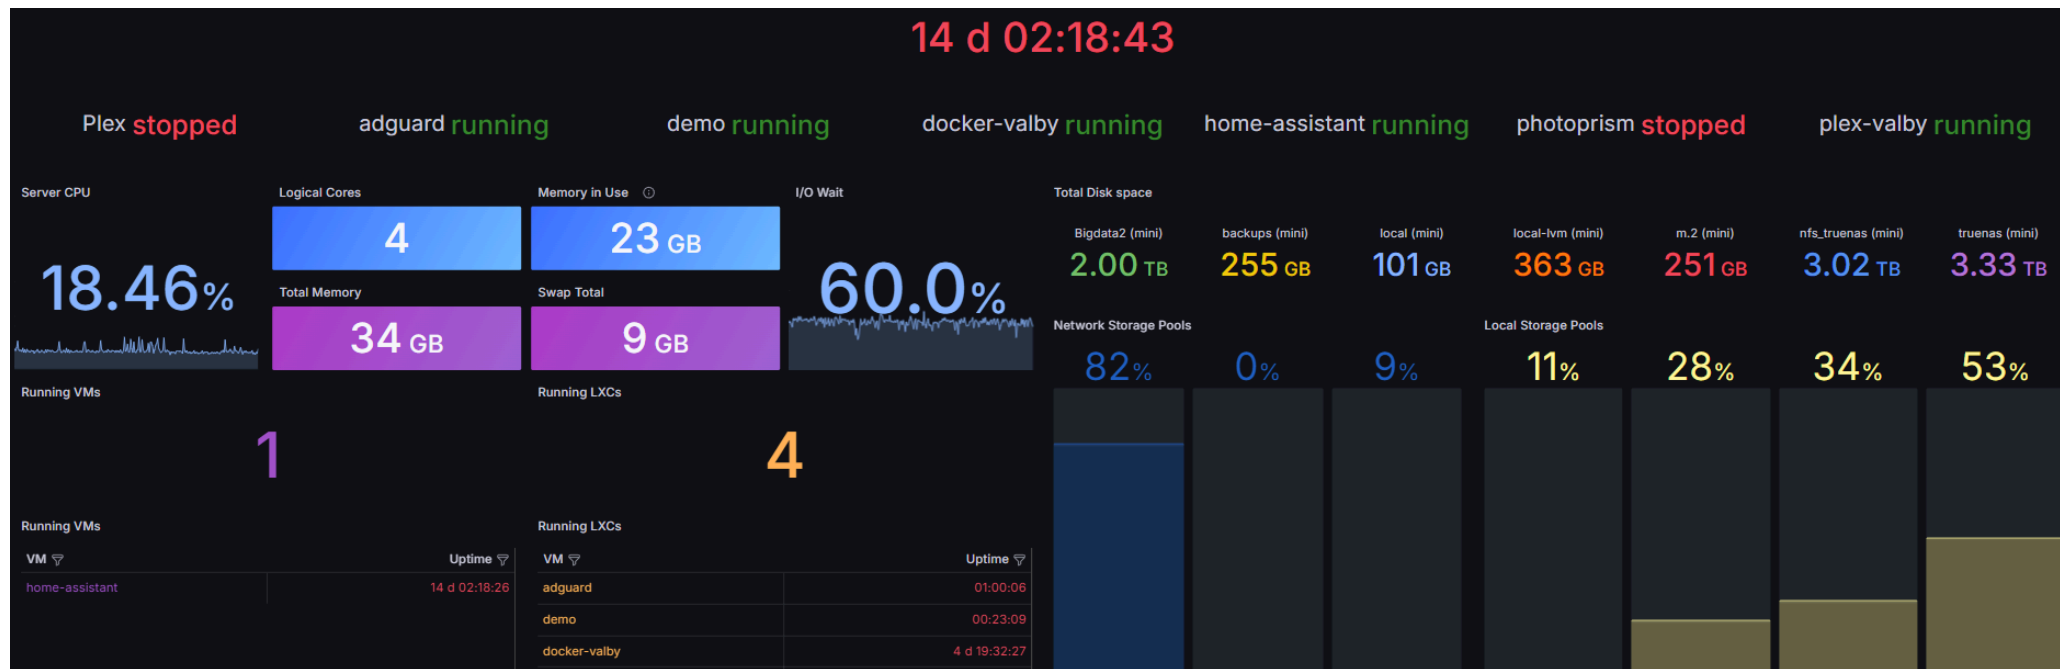 14 d 02:18:43
Plex stopped
adguard running
demo running
docker-valby running
home-assistant running
photoprism stopped
plex-valby running
Server CPU
18.46%
Logical Cores
4
Total Memory
34 GB
Memory in Use
23 GB
Swap Total
9 GB
I/O Wait
60.0%
Total Disk space
Bigdata2 (mini)
2.00 TB
backups (mini)
255 GB
local (mini)
101 GB
local-lvm (mini)
363 GB
m.2 (mini)
251 GB
nfs_truenas (mini)
3.02 TB
truenas (mini)
3.33 TB
Network Storage Pools
82%
0%
9%
Local Storage Pools
11%
28%
34%
53%
Running VMs
1
Running LXCs
4
Running VMs
VM Uptime
home-assistant 14 d 02:18:26
Running LXCs
VM Uptime
adguard 01:00:06
demo 00:23:09
docker-valby 4 d 19:32:27